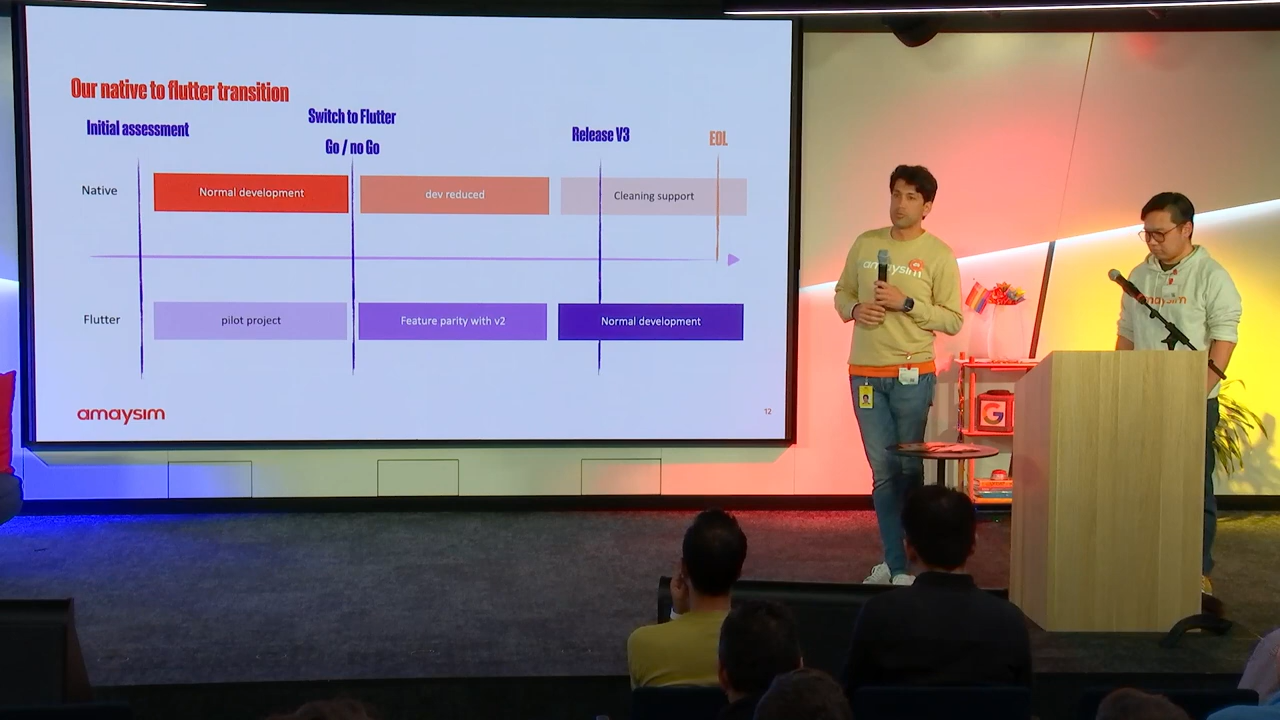 Our native to flutter transition
Initial assessment
Switch to Flutter
Go / no Go
Release V3
EOL
Native
Normal development
dev reduced
Cleaning support
Flutter
pilot project
Feature parity with v2
Normal development
amaysim
12
amaysim
amaysim
G